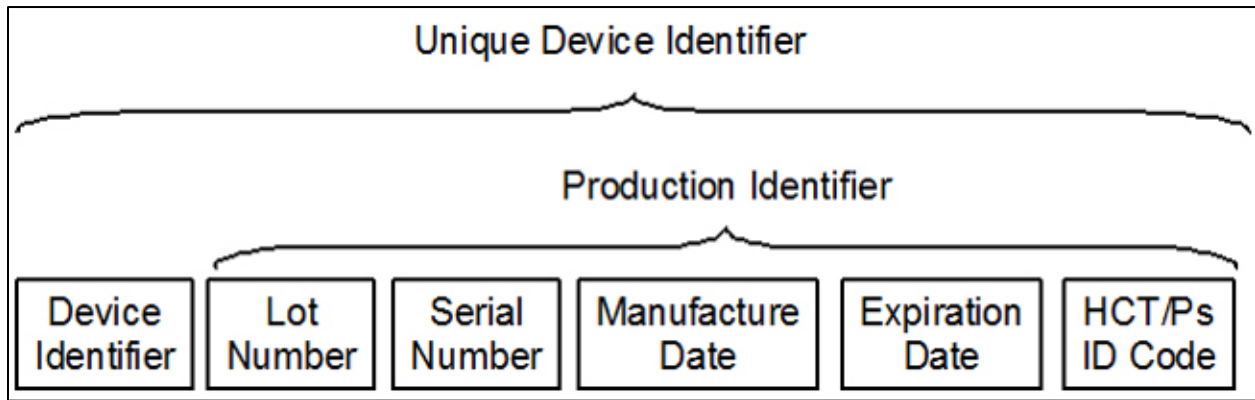 Unique Device Identifier
Production Identifier
Device
Identifier
Lot
Number
Serial
Number
Manufacture
Date
Expiration
Date
HCT/Ps
ID Code